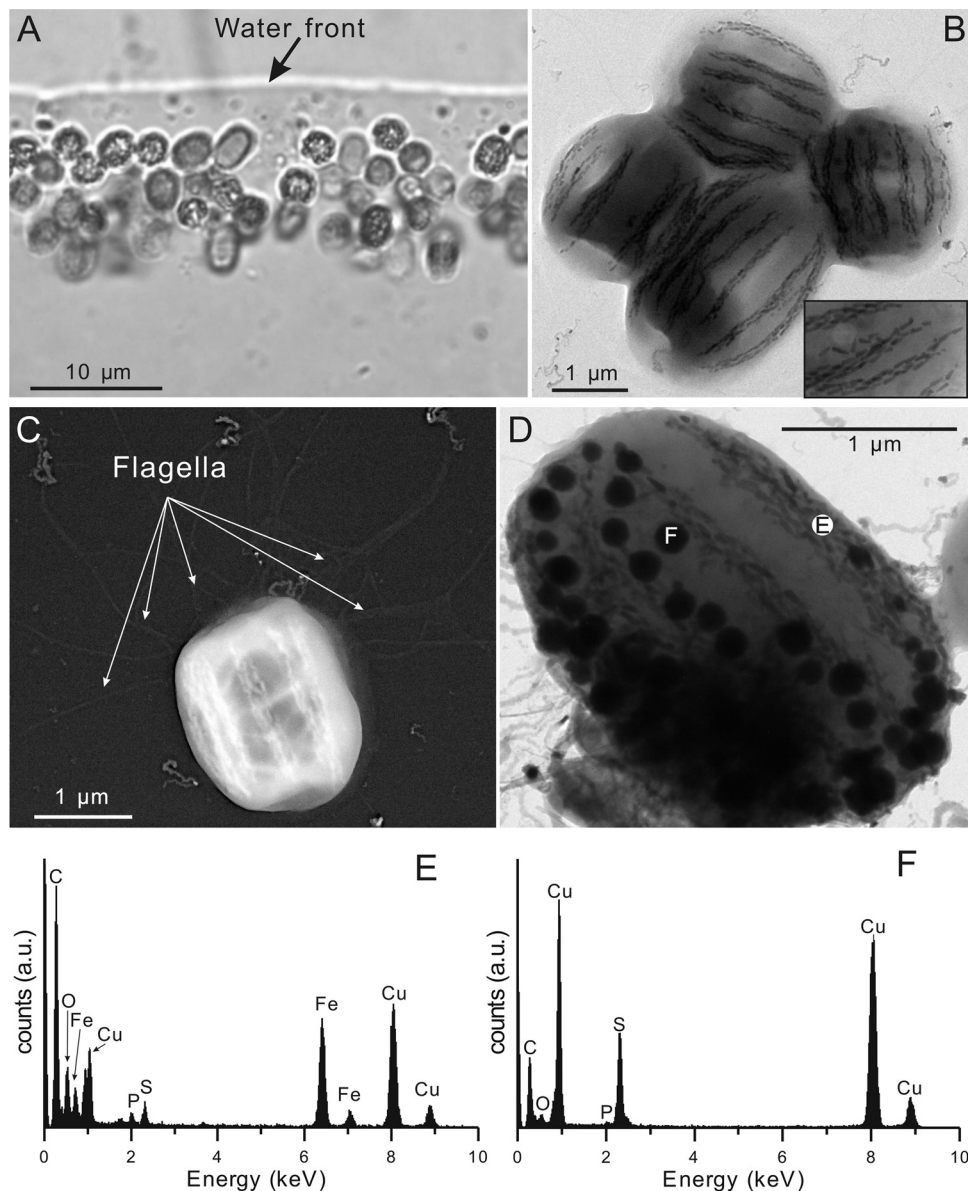 A
Water front
10 μm
B
1 μm
C
Flagella
1 μm
D
1 μm
E
F
E
C
O
Fe
Cu
P
S
Fe
Fe
Cu
Cu
counts (a.u.)
0 2 4 6 8 10
Energy (keV)
F
Cu
C
O
P
S
Cu
Cu
counts (a.u.)
0 2 4 6 8 10
Energy (keV)